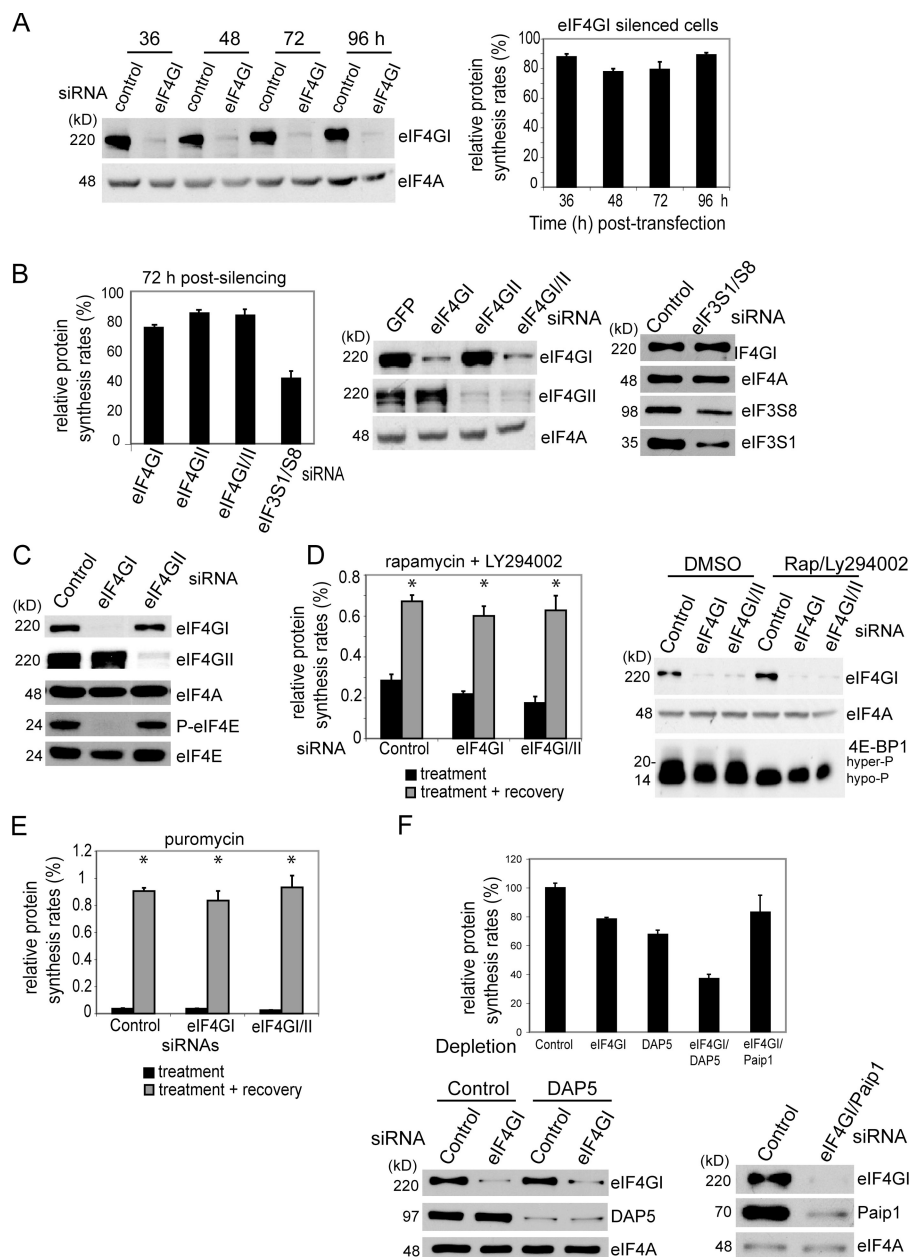 A
36 48 72 96 h
siRNA control eIF4GI control eIF4GI control eIF4GI control eIF4GI
(kD)
220 eIF4GI
48 eIF4A
eIF4GI silenced cells
relative protein synthesis rates (%)
100
80
60
40
20
0
36 48 72 96 h
Time (h) post-transfection
B
72 h post-silencing
relative protein synthesis rates (%)
100
80
60
40
20
0
eIF4GI eIF4GII eIF4GI/II eIF3S1/S8 siRNA
GFP eIF4GI eIF4GII eIF4GI/II siRNA
(kD)
220 eIF4GI
220 eIF4GII
48 eIF4A
Control eIF3S1/S8 siRNA
(kD)
220 IF4GI
48 eIF4A
98 eIF3S8
35 eIF3S1
C
Control eIF4GI eIF4GII siRNA
(kD)
220 eIF4GI
220 eIF4GII
48 eIF4A
24 P-eIF4E
24 eIF4E
D
rapamycin + LY294002
relative protein synthesis rates (%)
0.8
0.6
0.4
0.2
0
* * *
siRNA Control eIF4GI eIF4GI/II
treatment
treatment + recovery
DMSO Rap/Ly294002
Control eIF4GI eIF4GI/II Control eIF4GI eIF4GI/II siRNA
(kD)
220 eIF4GI
48 eIF4A
4E-BP1
20- hyper-P
14 hypo-P
E
puromycin
relative protein synthesis rates (%)
1.2
1
0.8
0.6
0.4
0.2
0
* * *
Control eIF4GI eIF4GI/II
siRNAs
treatment
treatment + recovery
F
relative protein synthesis rates (%)
120
100
80
60
40
20
0
Depletion Control eIF4GI DAP5 eIF4GI/DAP5 eIF4GI/Paip1
Control DAP5
siRNA Control eIF4GI Control eIF4GI
(kD)
220 eIF4GI
97 DAP5
48 eIF4A
Control eIF4GI/Paip1 siRNA
(kD)
220 eIF4GI
70 Paip1
48 eIF4A